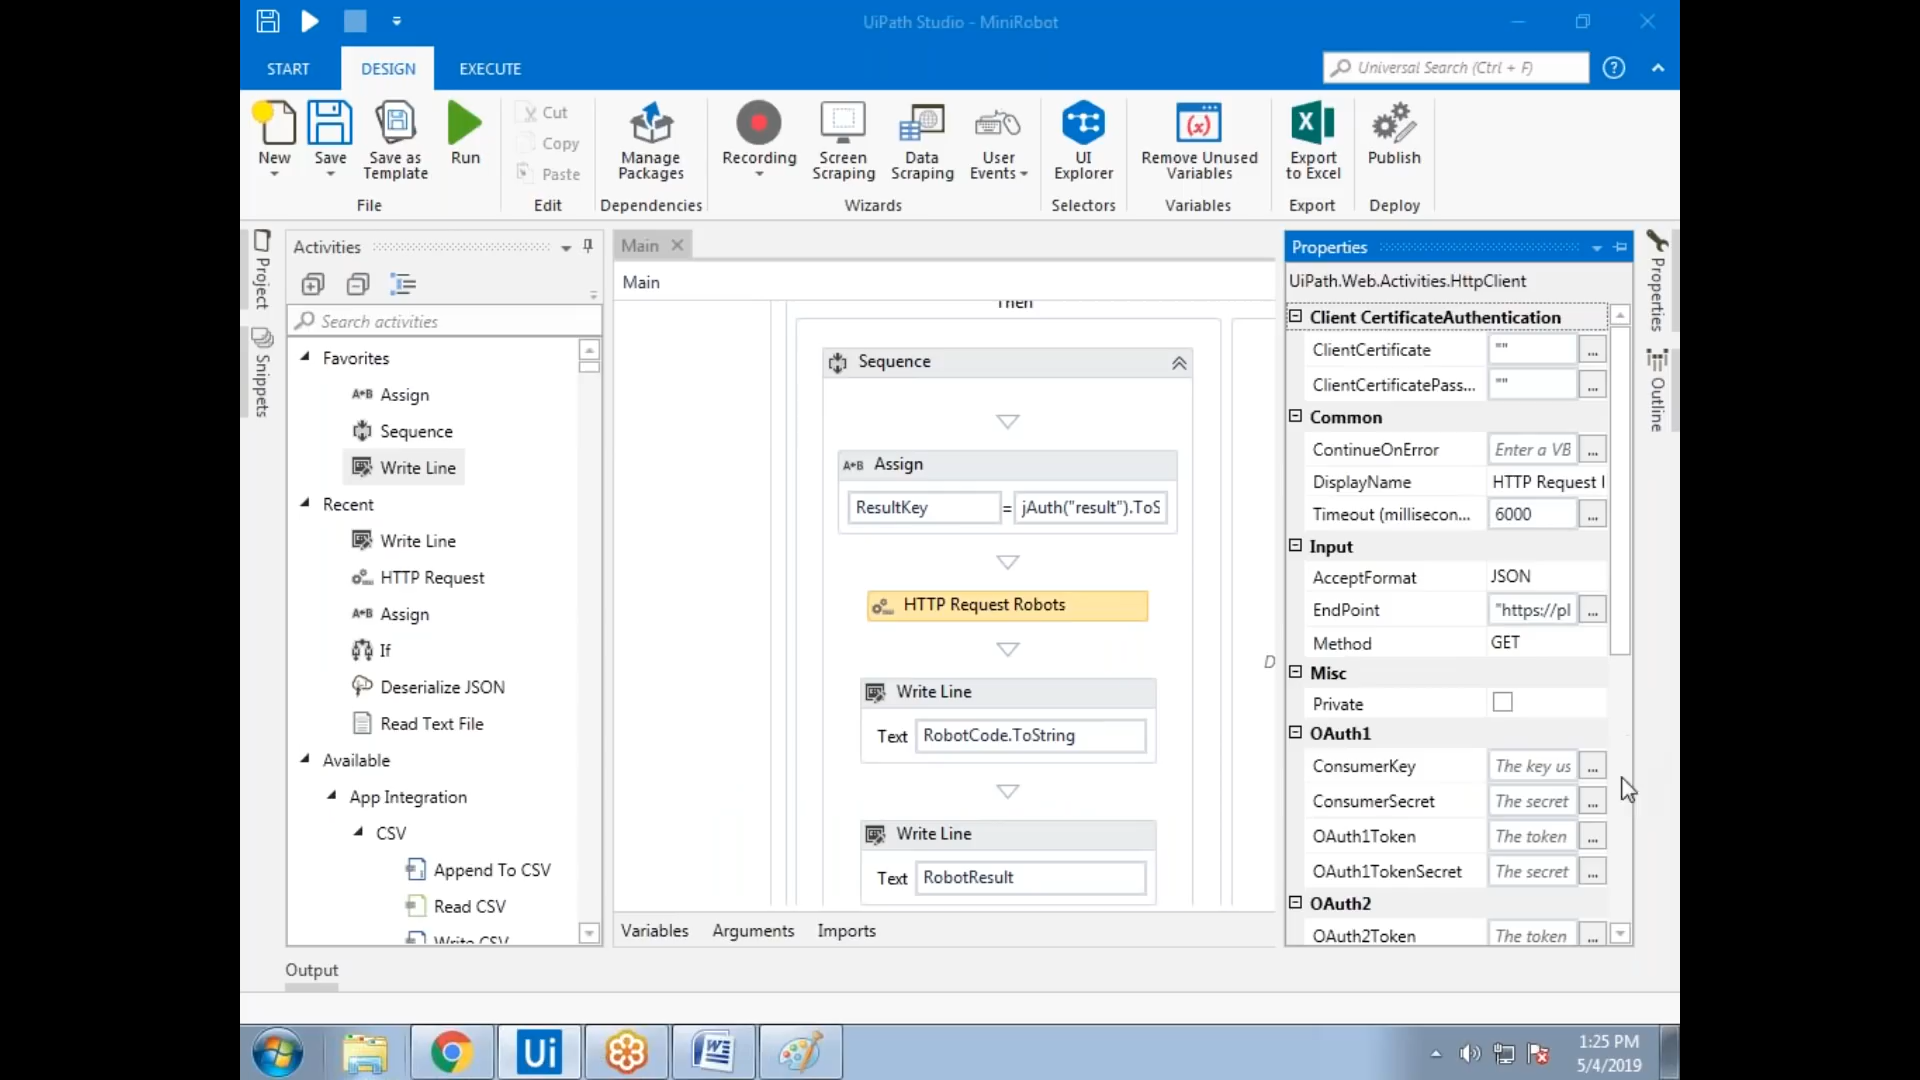 UiPath Studio - MiniRobot
START DESIGN EXECUTE
Universal Search (Ctrl + F)
New
Save
Save as Template
Run
Cut
Copy
Paste
Manage Packages
Recording
Screen Scraping
Data Scraping
User Events
UI Explorer
Remove Unused Variables
Export to Excel
Publish
File
Edit
Dependencies
Wizards
Selectors
Variables
Export
Deploy
Project
Snippets
Activities
Search activities
Favorites
A+B Assign
Sequence
Write Line
Recent
Write Line
HTTP Request
A+B Assign
If
Deserialize JSON
Read Text File
Available
App Integration
CSV
Append To CSV
Read CSV
Write CSV
Main
Main
Then
Sequence
A+B Assign
ResultKey = jAuth("result").ToS
HTTP Request Robots
Write Line
Text RobotCode.ToString
Write Line
Text RobotResult
D
Variables Arguments Imports
Properties
UiPath.Web.Activities.HttpClient
Client CertificateAuthentication
ClientCertificate "" ...
ClientCertificatePass... "" ...
Common
ContinueOnError Enter a VB ...
DisplayName HTTP Request
Timeout (millisecon... 6000 ...
Input
AcceptFormat JSON
EndPoint "https://pl ...
Method GET
Misc
Private
OAuth1
ConsumerKey The key us ...
ConsumerSecret The secret ...
OAuth1Token The token ...
OAuth1TokenSecret The secret ...
OAuth2
OAuth2Token The token ...
Properties
Outline
Output
Ui
W
1:25 PM
5/4/2019